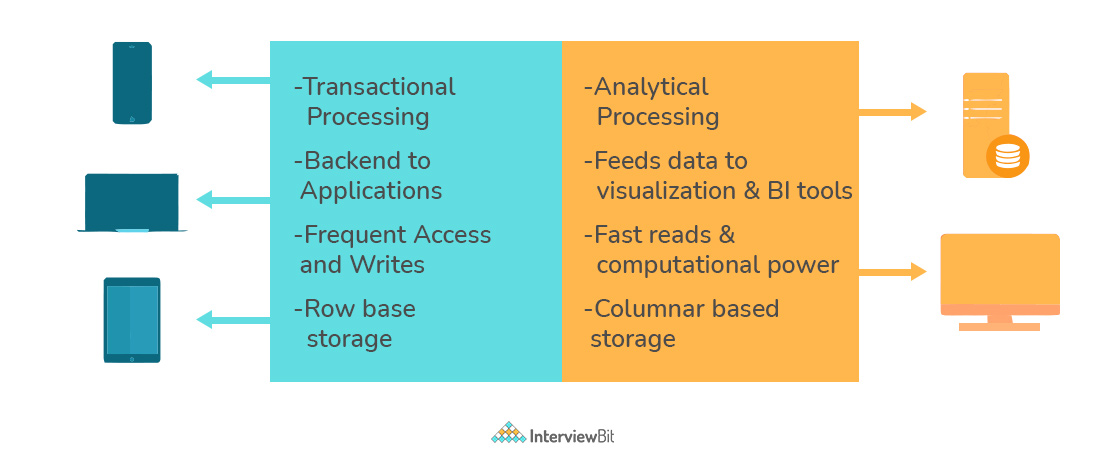 -Transactional
Processing
-Backend to
Applications
-Frequent Access
and Writes
-Row base
storage
-Analytical
Processing
-Feeds data to
visualization & BI tools
-Fast reads &
computational power
-Columnar based
storage
InterviewBit